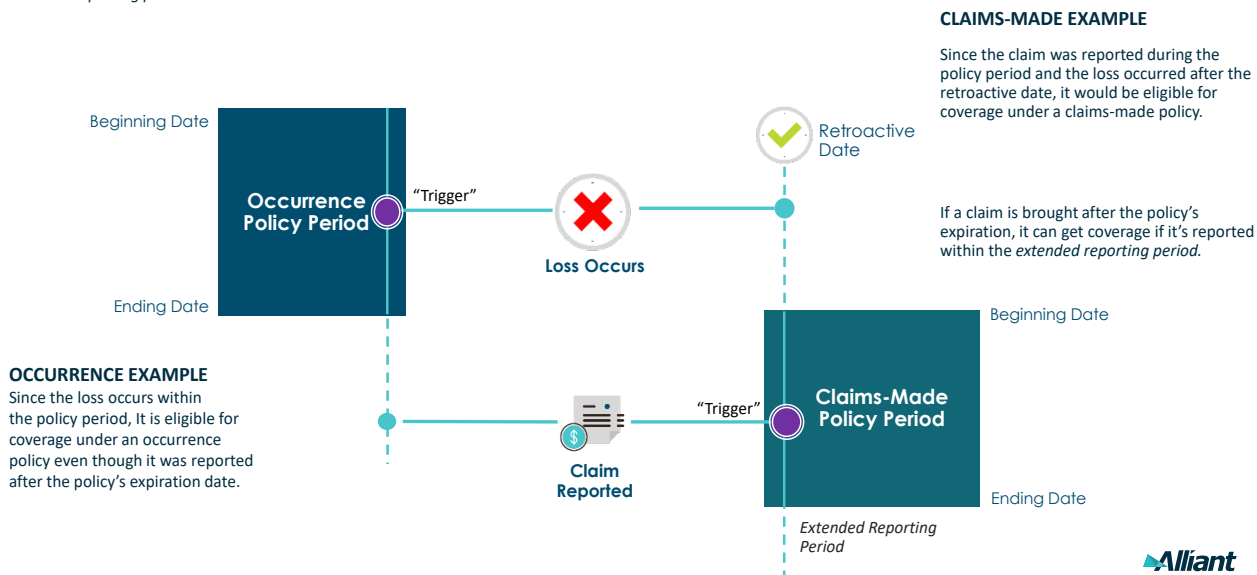 CLAIMS-MADE EXAMPLE
Since the claim was reported during the
policy period and the loss occurred after the
retroactive date, it would be eligible for
coverage under a claims-made policy.
If a claim is brought after the policy's
expiration, it can get coverage if it's reported
within the extended reporting period.
Beginning Date
Occurrence
Policy Period
Ending Date
"Trigger"
Loss Occurs
Retroactive
Date
OCCURRENCE EXAMPLE
Since the loss occurs within
the policy period, It is eligible for
coverage under an occurrence
policy even though it was reported
after the policy's expiration date.
$
Claim
Reported
"Trigger"
Beginning Date
Claims-Made
Policy Period
Ending Date
Extended Reporting
Period
Alliant